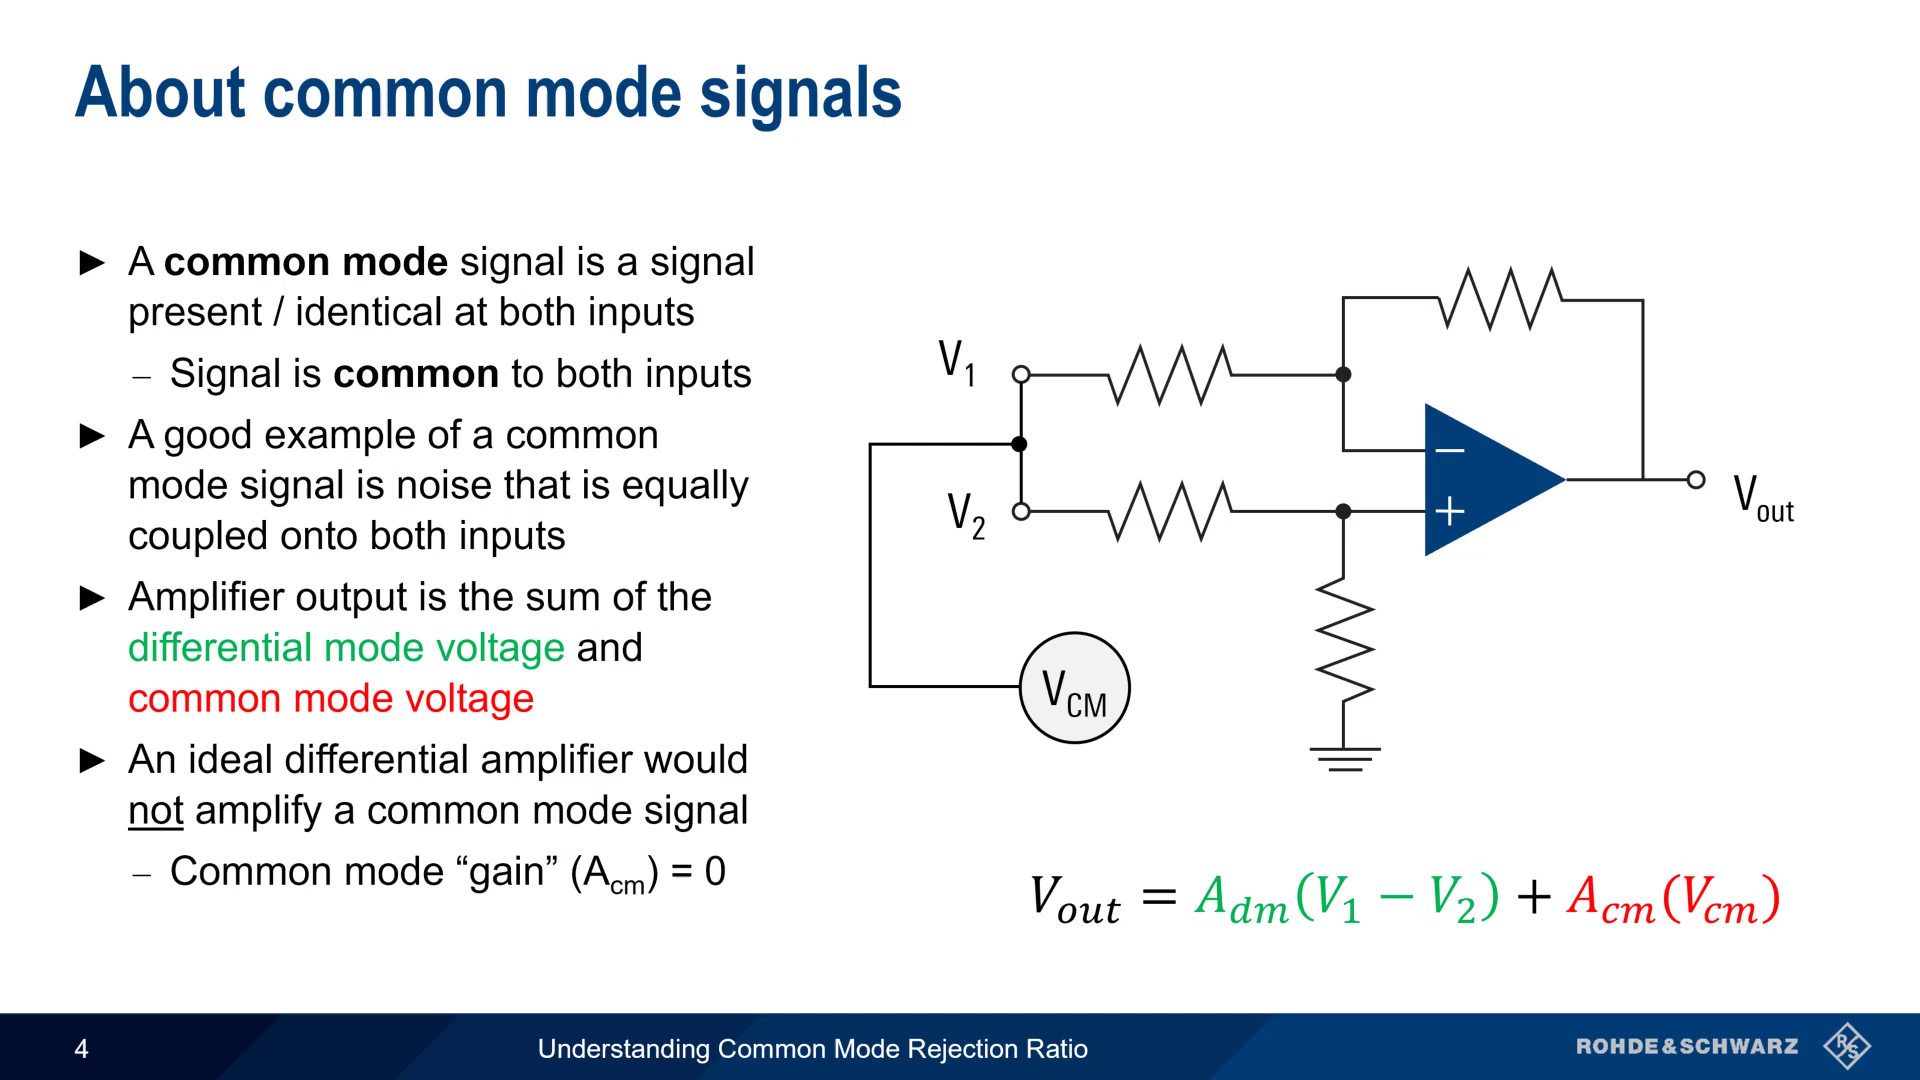 About common mode signals
► A common mode signal is a signal
present / identical at both inputs
– Signal is common to both inputs
► A good example of a common
mode signal is noise that is equally
coupled onto both inputs
► Amplifier output is the sum of the
differential mode voltage and
common mode voltage
► An ideal differential amplifier would
not amplify a common mode signal
– Common mode “gain” (Acm) = 0
V1
V2
VCM
−
+
Vout
Vout = Adm(V1 − V2) + Acm(Vcm)
4
Understanding Common Mode Rejection Ratio
ROHDE&SCHWARZ
R&S